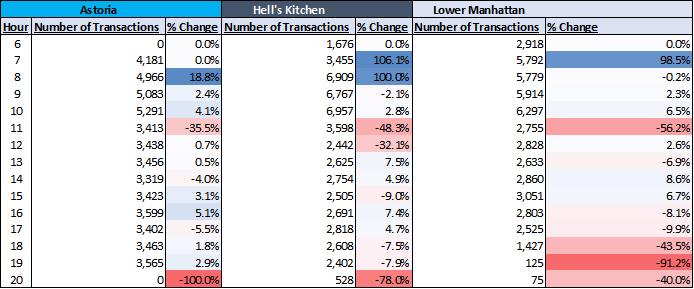 Astoria Hell's Kitchen Lower Manhattan
Hour Number of Transactions % Change Number of Transactions % Change Number of Transactions % Change
6 0 0.0% 1,676 0.0% 2,918 0.0%
7 4,181 0.0% 3,455 106.1% 5,792 98.5%
8 4,966 18.8% 6,909 100.0% 5,779 -0.2%
9 5,083 2.4% 6,767 -2.1% 5,914 2.3%
10 5,291 4.1% 6,957 2.8% 6,297 6.5%
11 3,413 -35.5% 3,598 -48.3% 2,755 -56.2%
12 3,438 0.7% 2,442 -32.1% 2,828 2.6%
13 3,456 0.5% 2,625 7.5% 2,633 -6.9%
14 3,319 -4.0% 2,754 4.9% 2,860 8.6%
15 3,423 3.1% 2,505 -9.0% 3,051 6.7%
16 3,599 5.1% 2,691 7.4% 2,803 -8.1%
17 3,402 -5.5% 2,818 4.7% 2,525 -9.9%
18 3,463 1.8% 2,608 -7.5% 1,427 -43.5%
19 3,565 2.9% 2,402 -7.9% 125 -91.2%
20 0 -100.0% 528 -78.0% 75 -40.0%